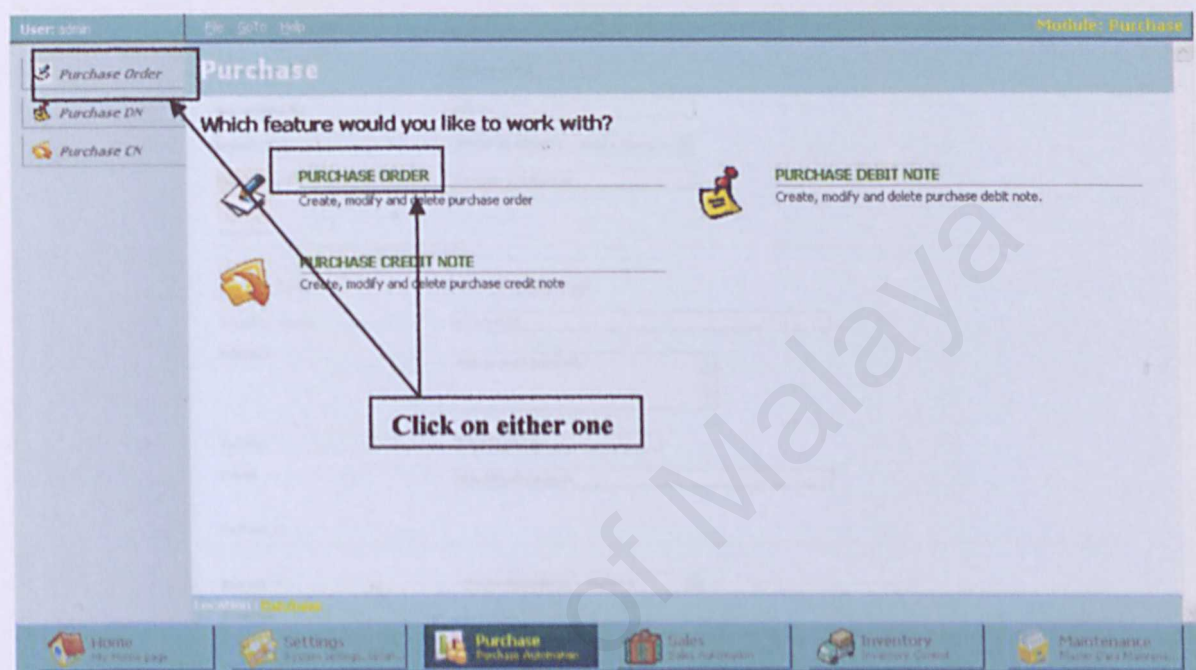 User: admin
File Goto Help
Module: Purchase
Purchase Order
Purchase DN
Purchase CN
Purchase
Which feature would you like to work with?
PURCHASE ORDER
Create, modify and delete purchase order
PURCHASE DEBIT NOTE
Create, modify and delete purchase debit note.
PURCHASE CREDIT NOTE
Create, modify and delete purchase credit note
Click on either one
of Malaya
Location: Database
Home
My Home page
Settings
Purchase
Purchase Automation
Sales
Sales Automation
Inventory
Inventory Control
Maintenance